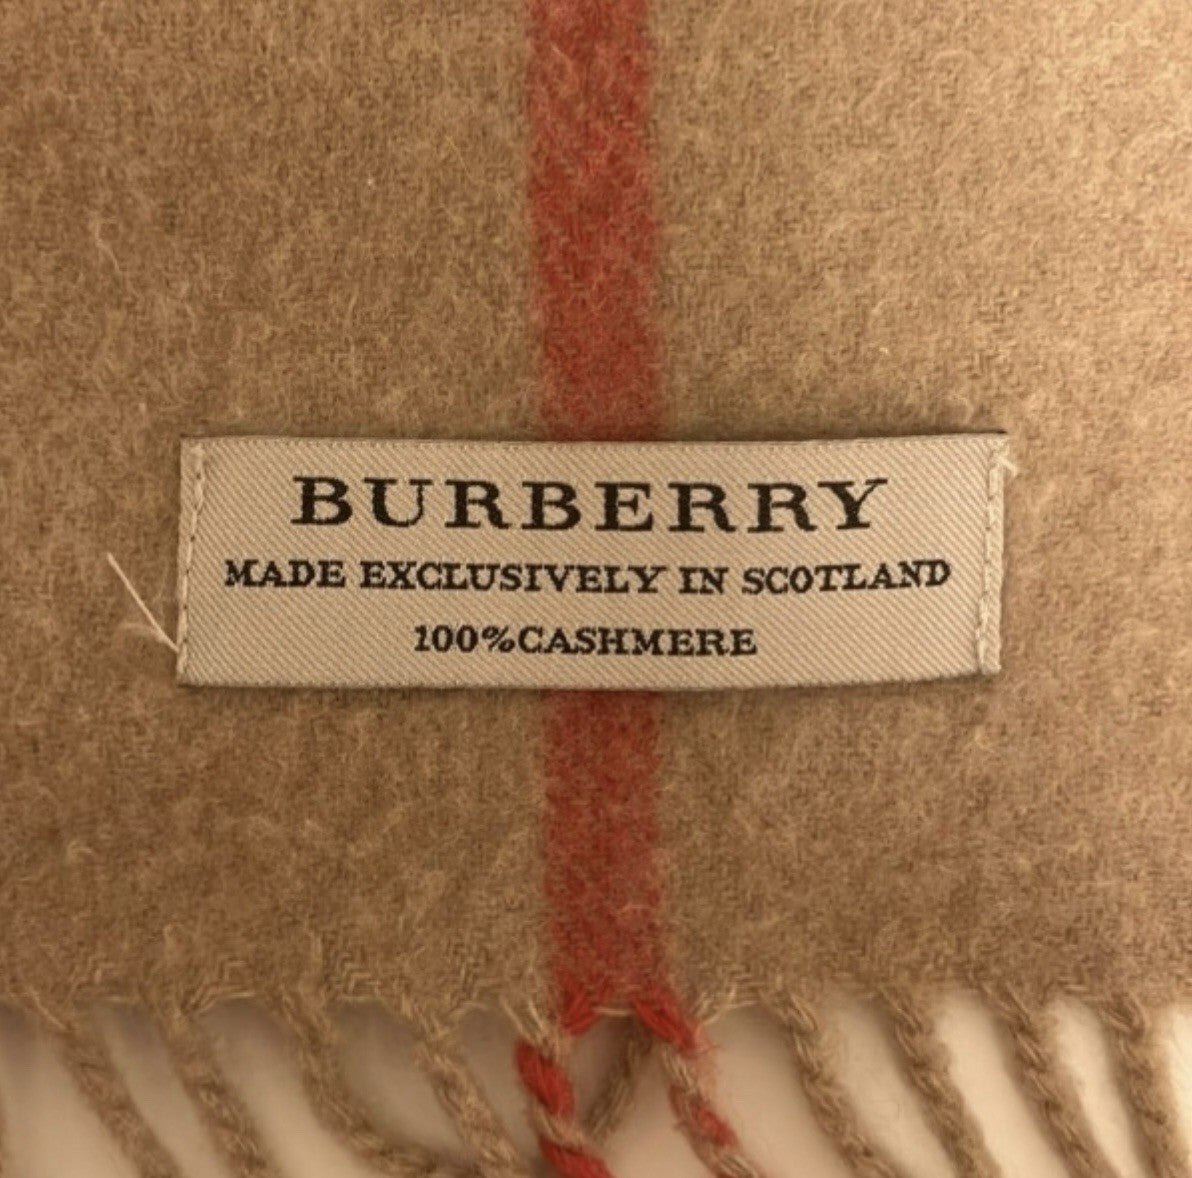 BURBERRY
MADE EXCLUSIVELY IN SCOTLAND
100%CASHMERE